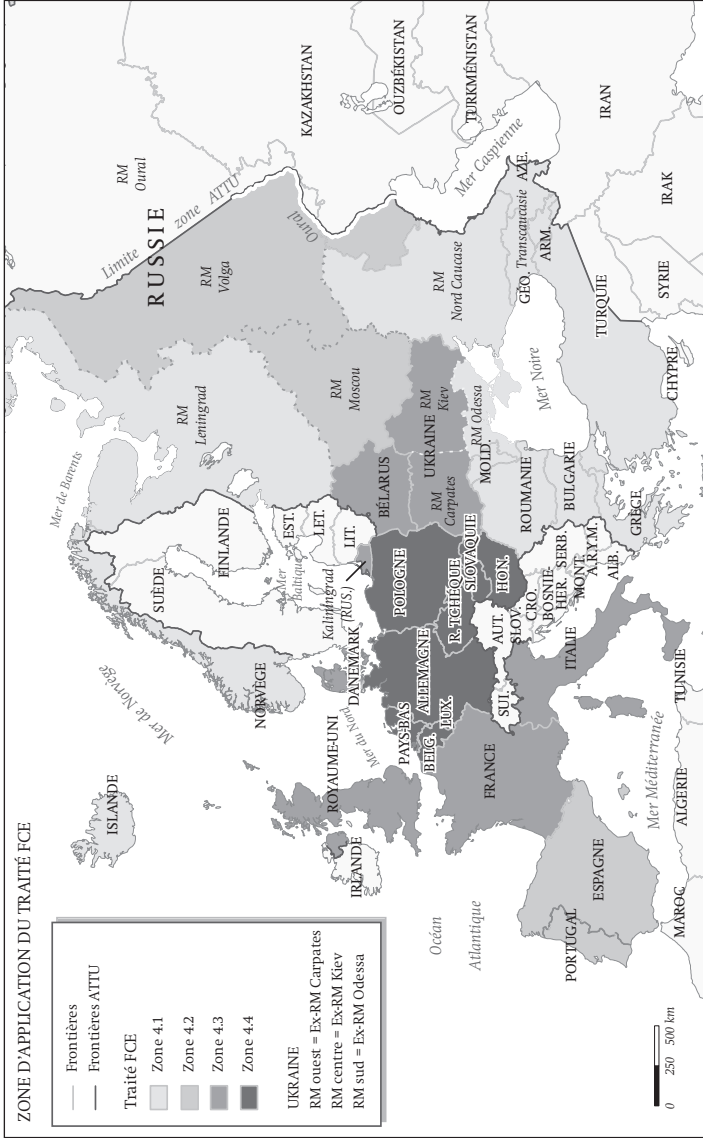 ZONE D'APPLICATION DU TRAITÉ FCE
Frontières
Frontières ATTU
Traité FCE
Zone 4.1
Zone 4.2
Zone 4.3
Zone 4.4
UKRAINE
RM ouest = Ex-RM Carpates
RM centre = Ex-RM Kiev
RM sud = Ex-RM Odessa
0 250 500 km
ISLANDE
Mer de Norvège
Mer de Barents
NORVÈGE
SUÈDE
FINLANDE
EST.
LET.
LIT.
Mer
Baltique
Kaliningrad
(RUS.)
DANEMARK
Mer du Nord
ROYAUME-UNI
IRLANDE
Océan
Atlantique
PAYS-BAS
BELG.
LUX.
ALLEMAGNE
POLOGNE
R. TCHÈQUE
SLOVAQUIE
HON.
AUT.
SUI.
SLOV.
CRO.
BOSNIE-
HER.
SERB.
MONT.
A.R.Y.M.
ALB.
FRANCE
ITALIE
ESPAGNE
PORTUGAL
Mer Méditerranée
MAROC
ALGÉRIE
TUNISIE
GRÈCE
BULGARIE
ROUMANIE
MOLD.
BÉLARUS
UKRAINE
RM
Carpates
RM
Kiev
RM Odessa
RM
Leningrad
RM
Moscou
RM
Volga
RM
Nord Caucase
RM
Oural
RUSSIE
Limite zone ATTU
Oural
KAZAKHSTAN
OUZBÉKISTAN
TURKMÉNISTAN
Mer Caspienne
Mer Noire
GÉO.
Transcaucasie
ARM.
AZE.
TURQUIE
CHYPRE
SYRIE
IRAK
IRAN